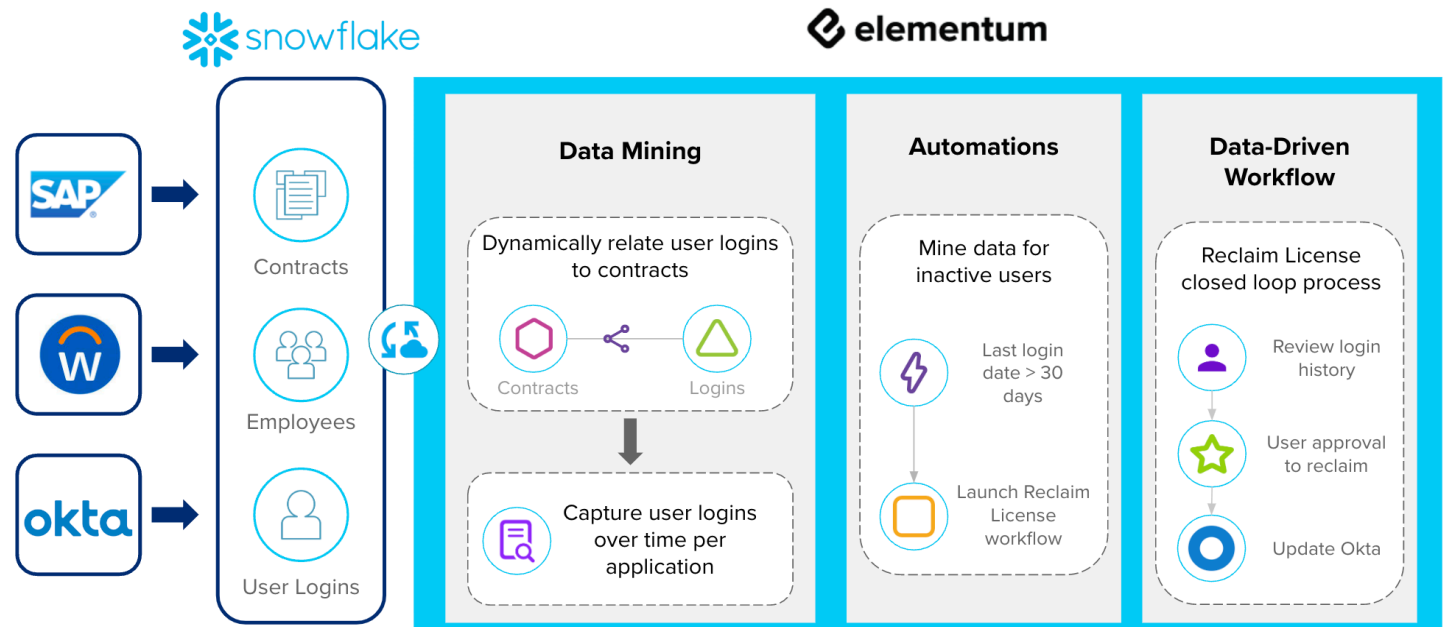 snowflake
elementum
SAP
®
W
okta
Contracts
Employees
User Logins
Data Mining
Dynamically relate user logins
to contracts
Contracts
Logins
Capture user logins
over time per
application
Automations
Mine data for
inactive users
Last login
date > 30
days
Launch Reclaim
License
workflow
Data-Driven
Workflow
Reclaim License
closed loop process
Review login
history
User approval
to reclaim
Update Okta